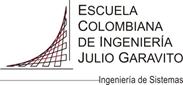 ESCUELA
COLOMBIANA
DE INGENIERÍA
JULIO GARAVITO
Ingeniería de Sistemas